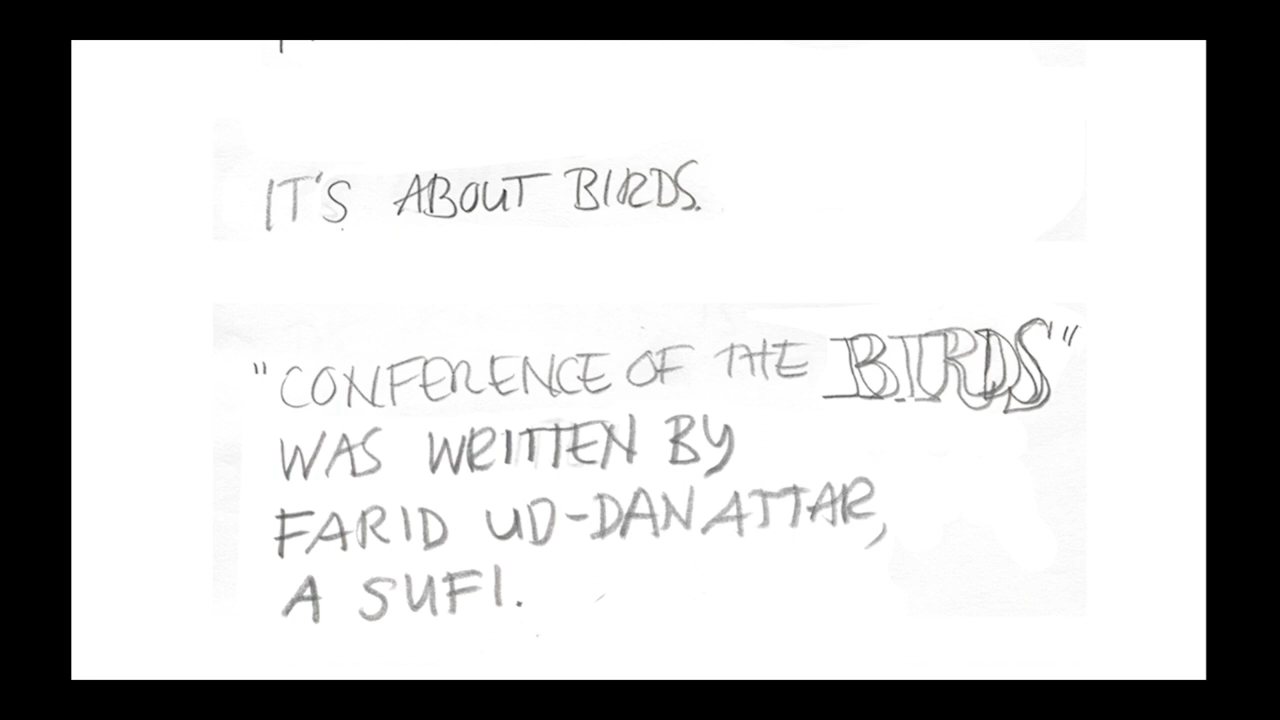 IT'S ABOUT BIRDS.
"CONFERENCE OF THE BIRDS"
WAS WRITTEN BY
FARID UD-DAN ATTAR,
A SUFI.